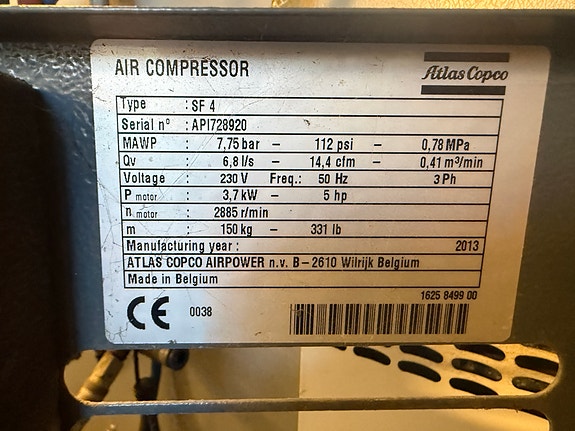 AIR COMPRESSOR
Atlas Copco
Type : SF 4
Serial n° : API728920
MAWP : 7,75 bar – 112 psi – 0,78 MPa
Qv : 6,8 l/s – 14,4 cfm – 0,41 m³/min
Voltage : 230 V Freq.: 50 Hz 3 Ph
P motor : 3,7 kW – 5 hp
n motor : 2885 r/min
m : 150 kg – 331 lb
Manufacturing year : 2013
ATLAS COPCO AIRPOWER n.v. B – 2610 Wilrijk Belgium
Made in Belgium
1625 8499 00
CE 0038